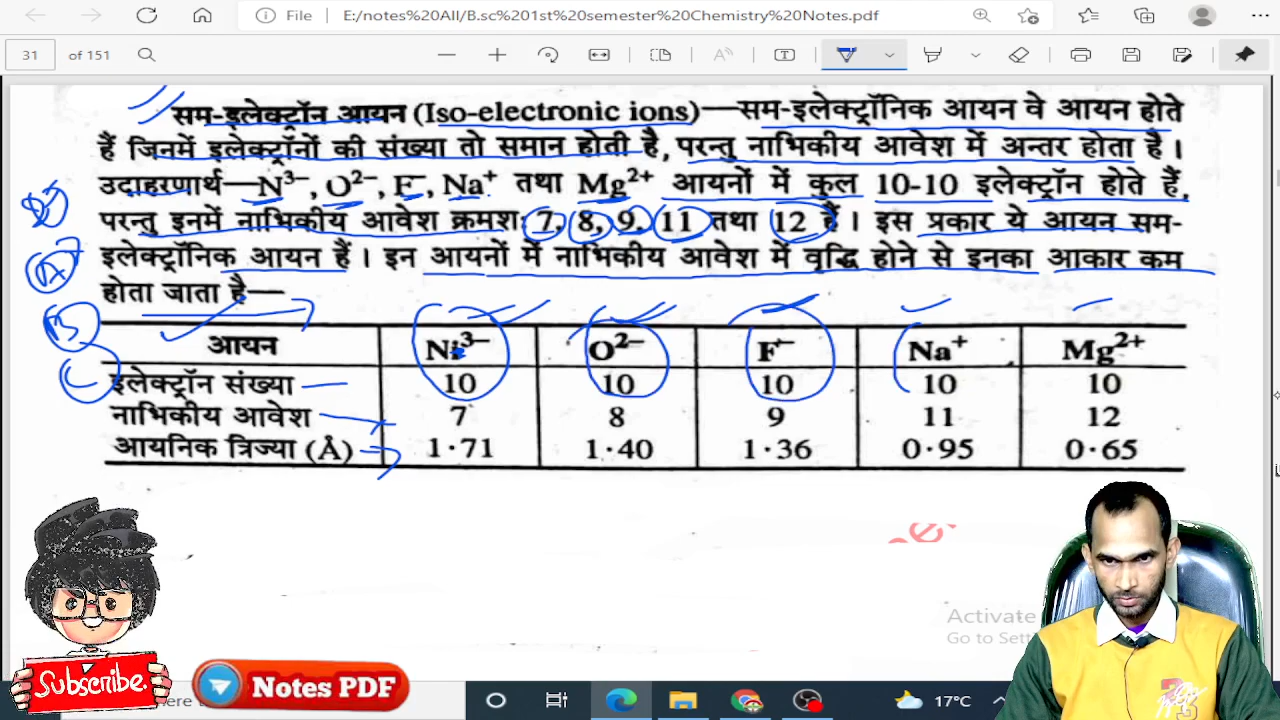 File E:/notes%20All/B.sc%201st%20semester%20Chemistry%20Notes.pdf
31 of 151
सम-इलेक्ट्रॉन आयन (Iso-electronic ions)—सम-इलेक्ट्रॉनिक आयन वे आयन होते
हैं जिनमें इलेक्ट्रॉनों की संख्या तो समान होती है, परन्तु नाभिकीय आवेश में अन्तर होता है।
उदाहरणार्थ—N³⁻, O²⁻, F⁻, Na⁺ तथा Mg²⁺ आयनों में कुल 10-10 इलेक्ट्रॉन होते हैं,
परन्तु इनमें नाभिकीय आवेश क्रमश: 7, 8, 9, 11 तथा 12 हैं। इस प्रकार ये आयन सम-
इलेक्ट्रॉनिक आयन हैं। इन आयनों में नाभिकीय आवेश में वृद्धि होने से इनका आकार कम
होता जाता है—
आयन Ni³⁻ O²⁻ F⁻ Na⁺ Mg²⁺
इलेक्ट्रॉन संख्या 10 10 10 10 10
नाभिकीय आवेश 7 8 9 11 12
आयनिक त्रिज्या (Å) 1·71 1·40 1·36 0·95 0·65
Activate
Go to Sett
Subscribe.
Notes PDF
here to
17°C